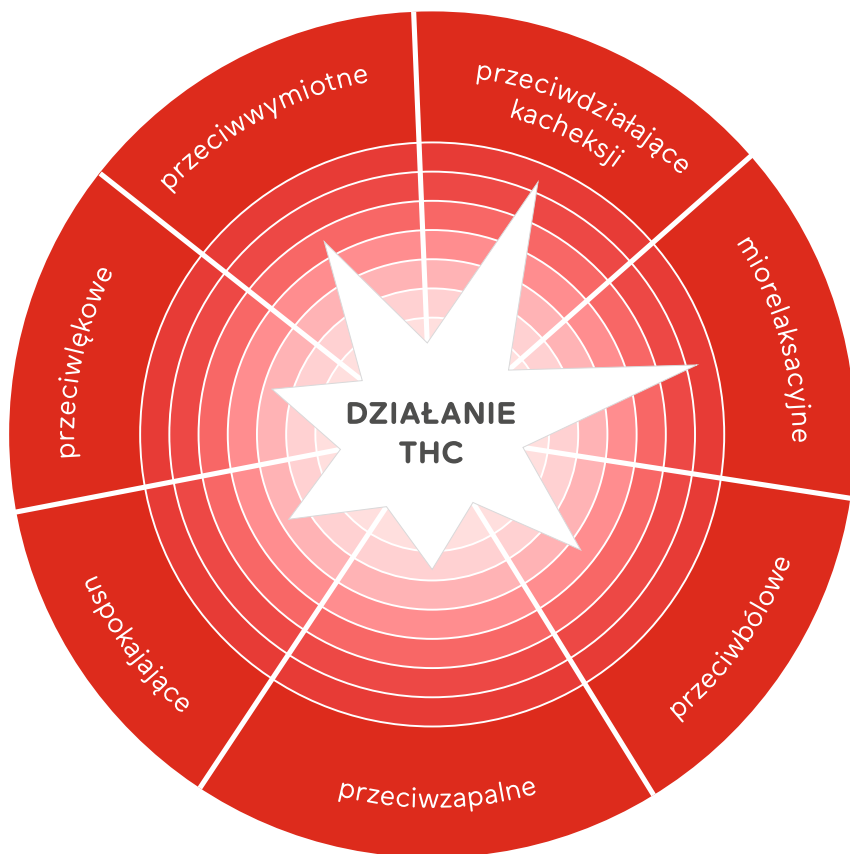 przeciwwymiotne
przeciwdziałające
kacheksji
miorelaksacyjne
przeciwbólowe
przeciwzapalne
uspokajające
przeciwlękowe
DZIAŁANIE
THC